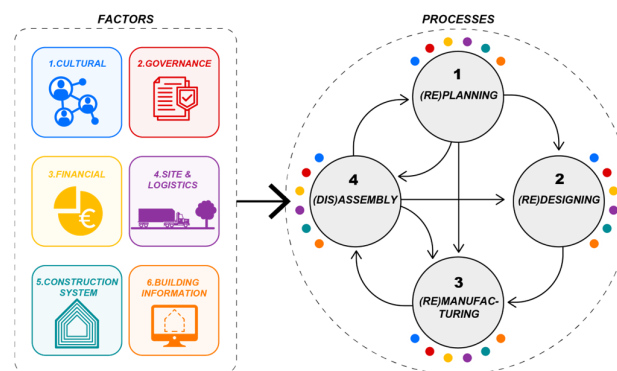 FACTORS
1.CULTURAL
2.GOVERNANCE
3.FINANCIAL
4.SITE &
LOGISTICS
€
5.CONSTRUCTION
SYSTEM
6.BUILDING
INFORMATION
PROCESSES
1
(RE)PLANNING
2
(RE)DESIGNING
3
(RE)MANUFAC-
TURING
4
(DIS)ASSEMBLY